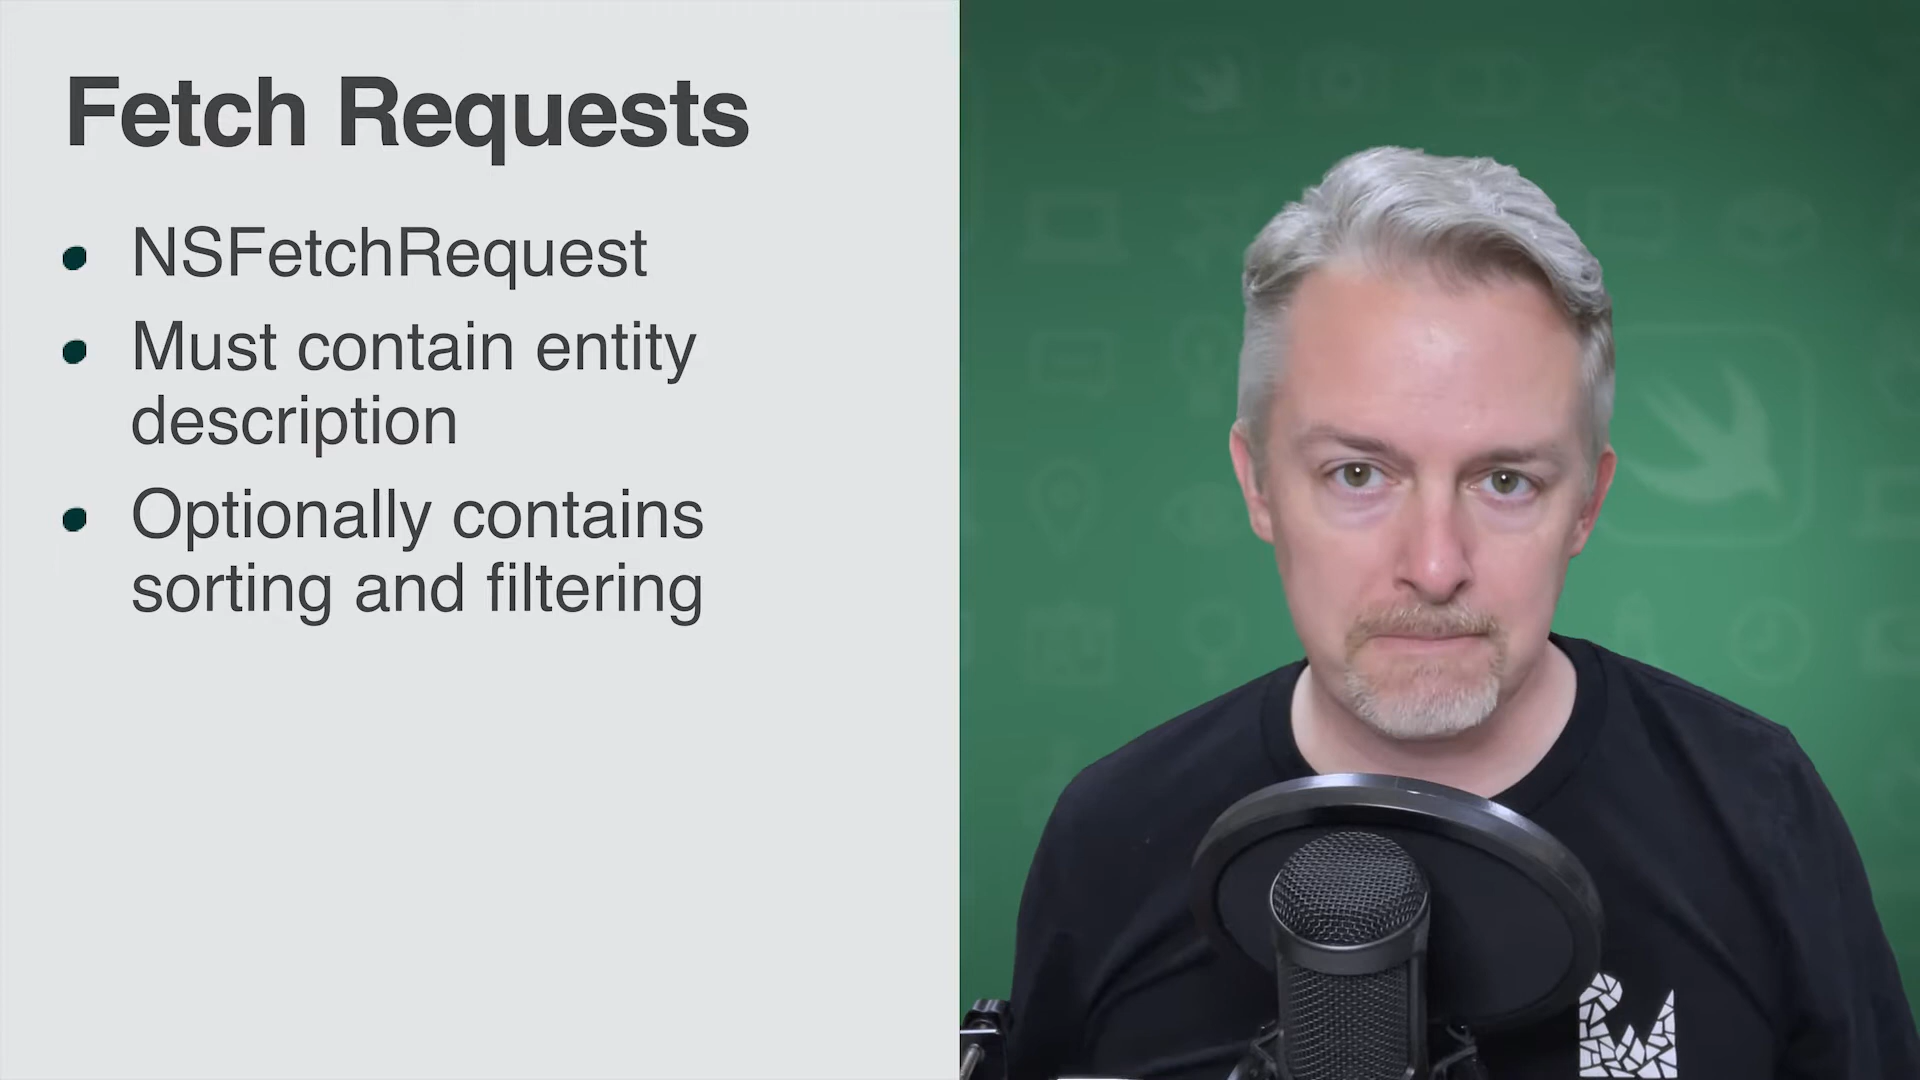 Fetch Requests
NSFetchRequest
Must contain entity
description
Optionally contains
sorting and filtering